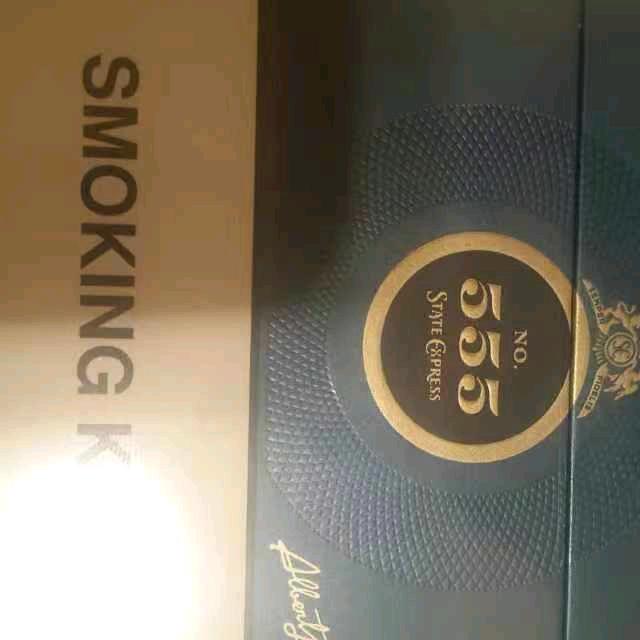 NO.
555
STATE EXPRESS
SMOKING K